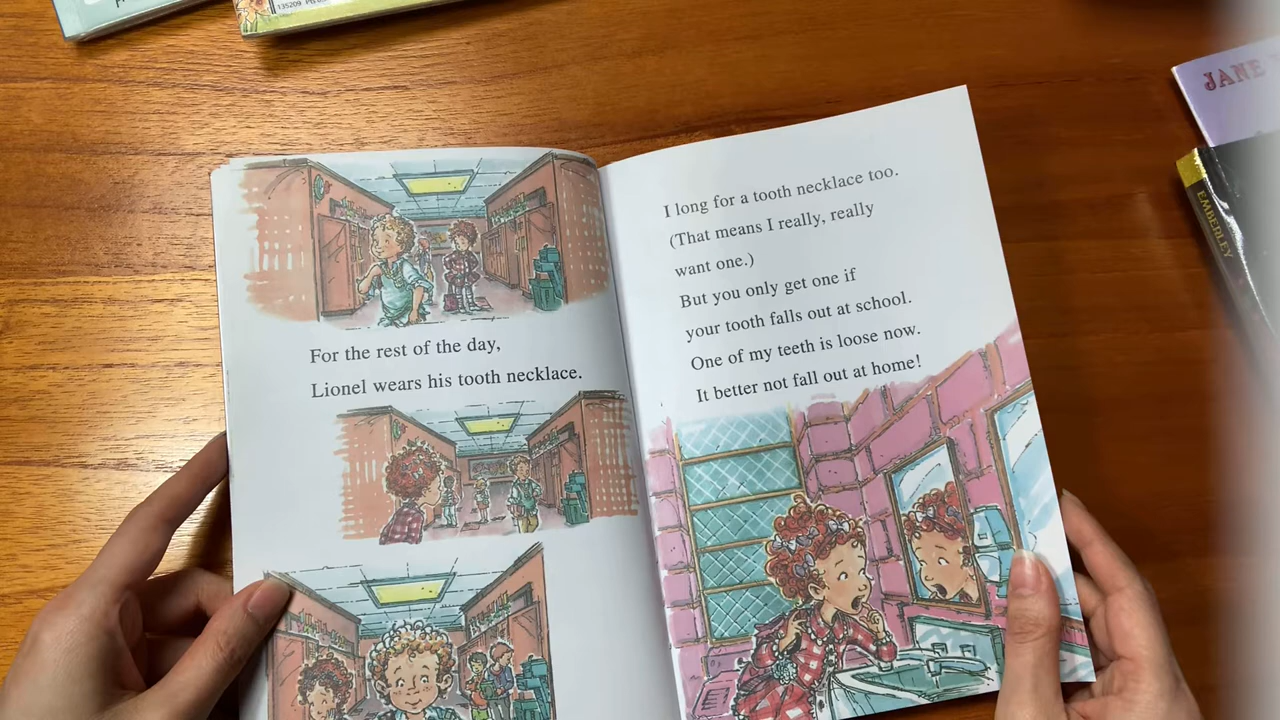 135209
For the rest of the day,
Lionel wears his tooth necklace.
I long for a tooth necklace too.
(That means I really, really
want one.)
But you only get one if
your tooth falls out at school.
One of my teeth is loose now.
It better not fall out at home!
JANE
EMBERLEY